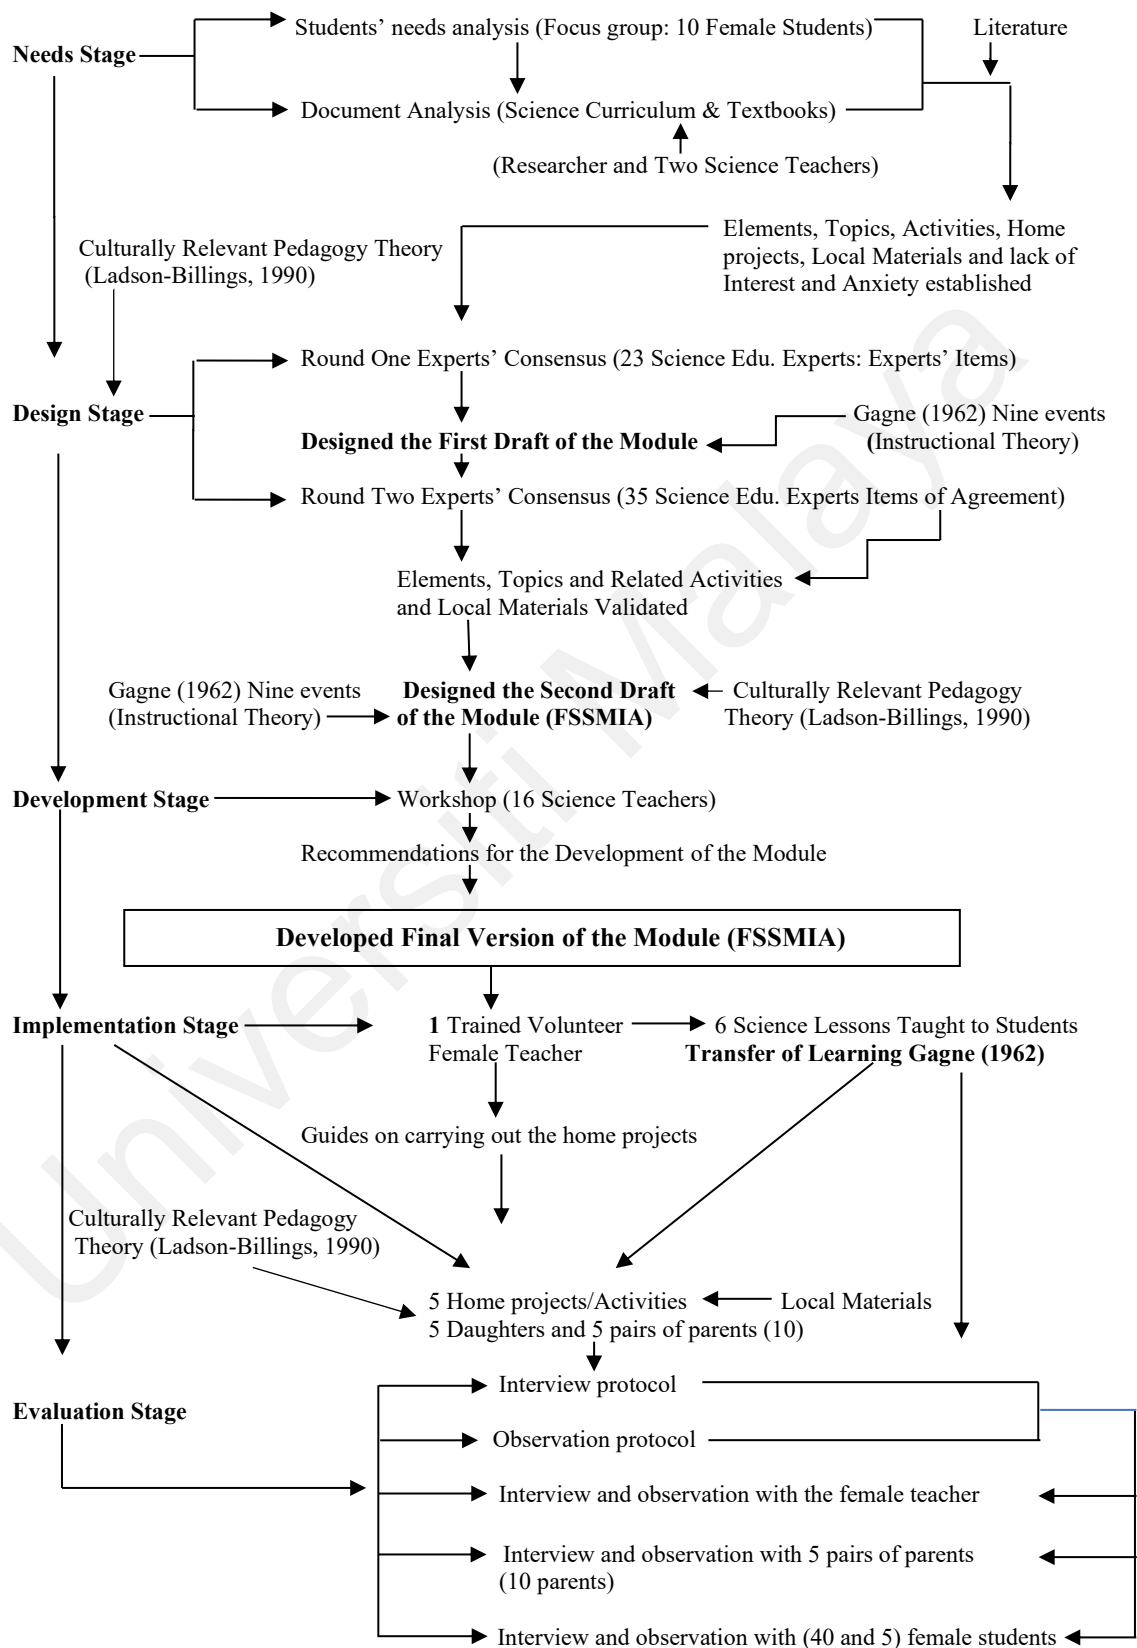 Students’ needs analysis (Focus group: 10 Female Students)
Literature
Needs Stage
Document Analysis (Science Curriculum & Textbooks)
(Researcher and Two Science Teachers)
Elements, Topics, Activities, Home
projects, Local Materials and lack of
Interest and Anxiety established
Culturally Relevant Pedagogy Theory
(Ladson-Billings, 1990)
Round One Experts’ Consensus (23 Science Edu. Experts: Experts’ Items)
Design Stage
Gagne (1962) Nine events
(Instructional Theory)
Designed the First Draft of the Module
Round Two Experts’ Consensus (35 Science Edu. Experts Items of Agreement)
Elements, Topics and Related Activities
and Local Materials Validated
Gagne (1962) Nine events
(Instructional Theory)
Designed the Second Draft
of the Module (FSSMIA)
Culturally Relevant Pedagogy
Theory (Ladson-Billings, 1990)
Development Stage
Workshop (16 Science Teachers)
Recommendations for the Development of the Module
Developed Final Version of the Module (FSSMIA)
Implementation Stage
1 Trained Volunteer
Female Teacher
6 Science Lessons Taught to Students
Transfer of Learning Gagne (1962)
Guides on carrying out the home projects
Culturally Relevant Pedagogy
Theory (Ladson-Billings, 1990)
5 Home projects/Activities
5 Daughters and 5 pairs of parents (10)
Local Materials
Interview protocol
Evaluation Stage
Observation protocol
Interview and observation with the female teacher
Interview and observation with 5 pairs of parents
(10 parents)
Interview and observation with (40 and 5) female students
Universiti Malaya